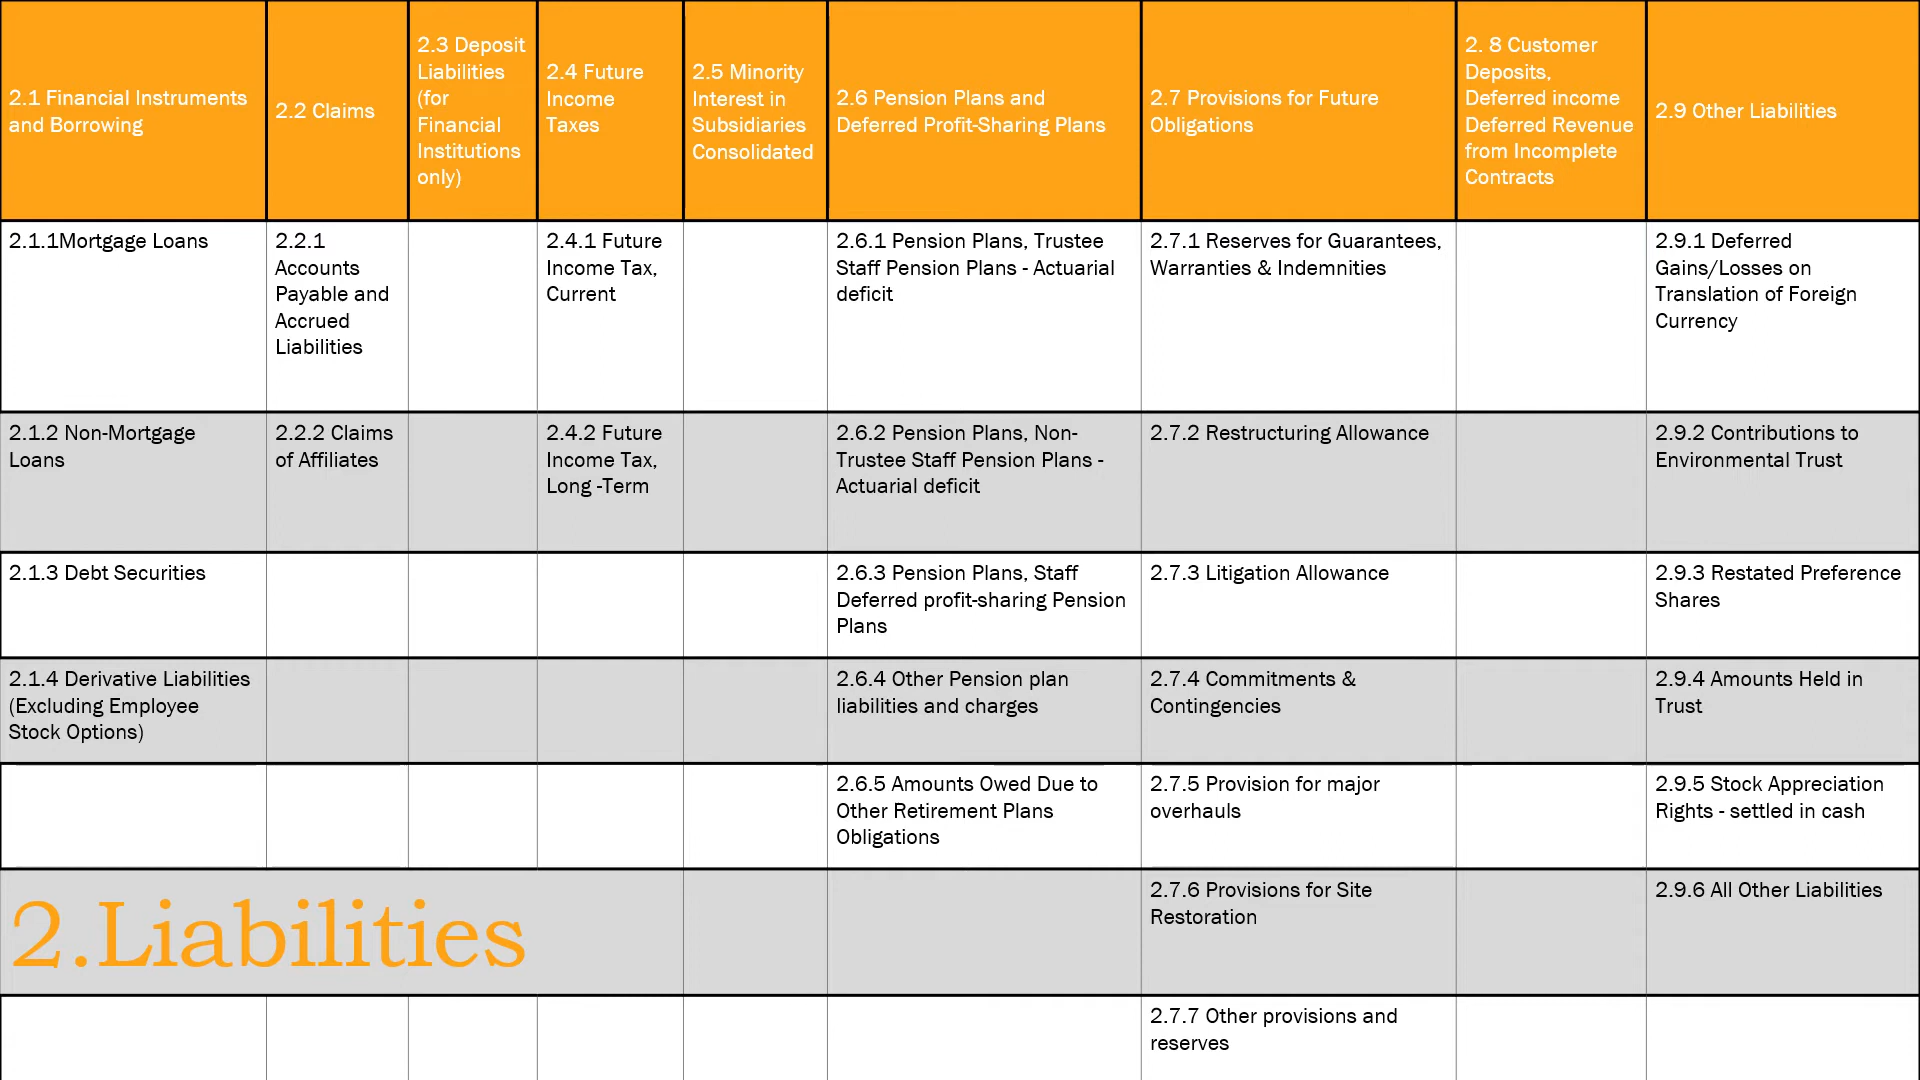 2.1 Financial Instruments
and Borrowing
2.2 Claims
2.3 Deposit
Liabilities
(for
Financial
Institutions
only)
2.4 Future
Income
Taxes
2.5 Minority
Interest in
Subsidiaries
Consolidated
2.6 Pension Plans and
Deferred Profit-Sharing Plans
2.7 Provisions for Future
Obligations
2. 8 Customer
Deposits,
Deferred income
Deferred Revenue
from Incomplete
Contracts
2.9 Other Liabilities
2.1.1Mortgage Loans
2.2.1
Accounts
Payable and
Accrued
Liabilities
2.4.1 Future
Income Tax,
Current
2.6.1 Pension Plans, Trustee
Staff Pension Plans - Actuarial
deficit
2.7.1 Reserves for Guarantees,
Warranties & Indemnities
2.9.1 Deferred
Gains/Losses on
Translation of Foreign
Currency
2.1.2 Non-Mortgage
Loans
2.2.2 Claims
of Affiliates
2.4.2 Future
Income Tax,
Long -Term
2.6.2 Pension Plans, Non-
Trustee Staff Pension Plans -
Actuarial deficit
2.7.2 Restructuring Allowance
2.9.2 Contributions to
Environmental Trust
2.1.3 Debt Securities
2.6.3 Pension Plans, Staff
Deferred profit-sharing Pension
Plans
2.7.3 Litigation Allowance
2.9.3 Restated Preference
Shares
2.1.4 Derivative Liabilities
(Excluding Employee
Stock Options)
2.6.4 Other Pension plan
liabilities and charges
2.7.4 Commitments &
Contingencies
2.9.4 Amounts Held in
Trust
2.6.5 Amounts Owed Due to
Other Retirement Plans
Obligations
2.7.5 Provision for major
overhauls
2.9.5 Stock Appreciation
Rights - settled in cash
2.Liabilities
2.7.6 Provisions for Site
Restoration
2.9.6 All Other Liabilities
2.7.7 Other provisions and
reserves